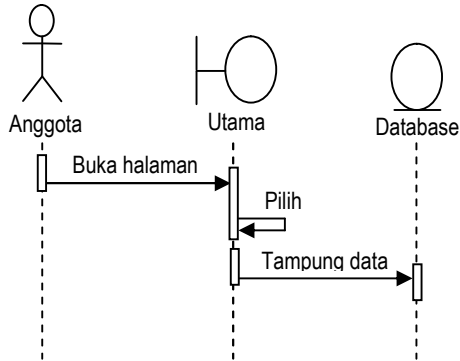 Anggota
Utama
Database
Buka halaman
Pilih
Tampung data